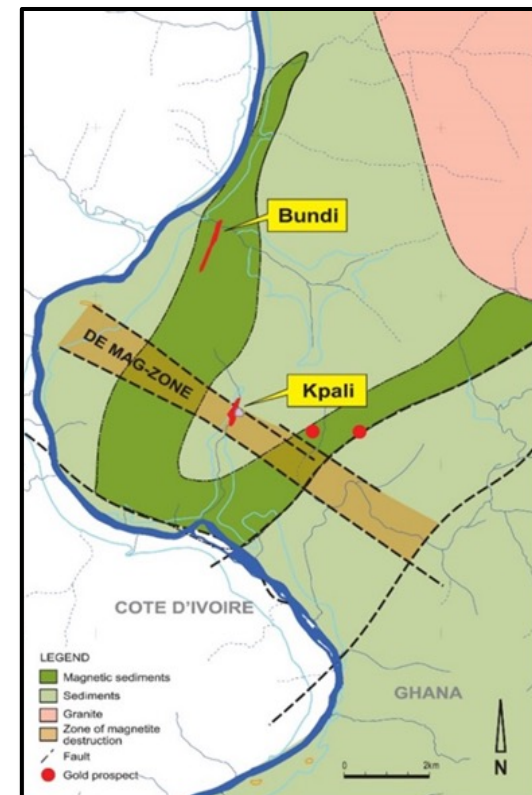 Bundi
DE MAG-ZONE
Kpali
COTE D'IVOIRE
GHANA
LEGEND
Magnetic sediments
Sediments
Granite
Zone of magnetite
destruction
Fault
Gold prospect
0 2km
N